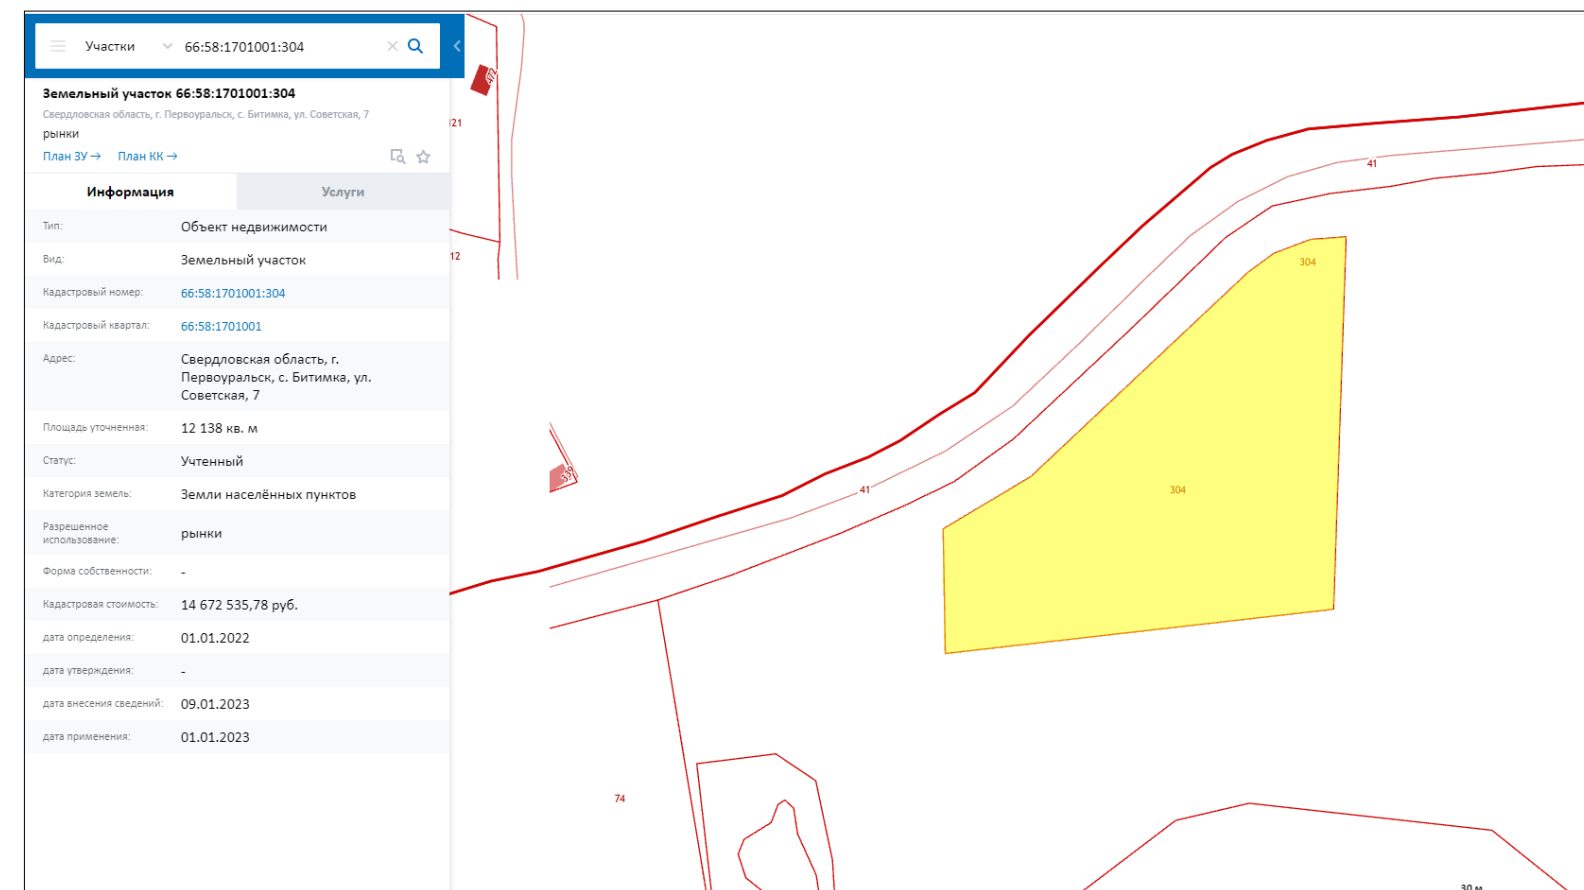 Участки 66:58:1701001:304
Земельный участок 66:58:1701001:304
Свердловская область, г. Первоуральск, с. Битимка, ул. Советская, 7
рынки
План ЗУ → План КК →
Информация Услуги
Тип: Объект недвижимости
Вид: Земельный участок
Кадастровый номер: 66:58:1701001:304
Кадастровый квартал: 66:58:1701001
Адрес: Свердловская область, г.
Первоуральск, с. Битимка, ул.
Советская, 7
Площадь уточненная: 12 138 кв. м
Статус: Учтенный
Категория земель: Земли населённых пунктов
Разрешенное
использование: рынки
Форма собственности: -
Кадастровая стоимость: 14 672 535,78 руб.
дата определения: 01.01.2022
дата утверждения: -
дата внесения сведений: 09.01.2023
дата применения: 01.01.2023
472
121
12
41
304
339
41
304
74
30 м